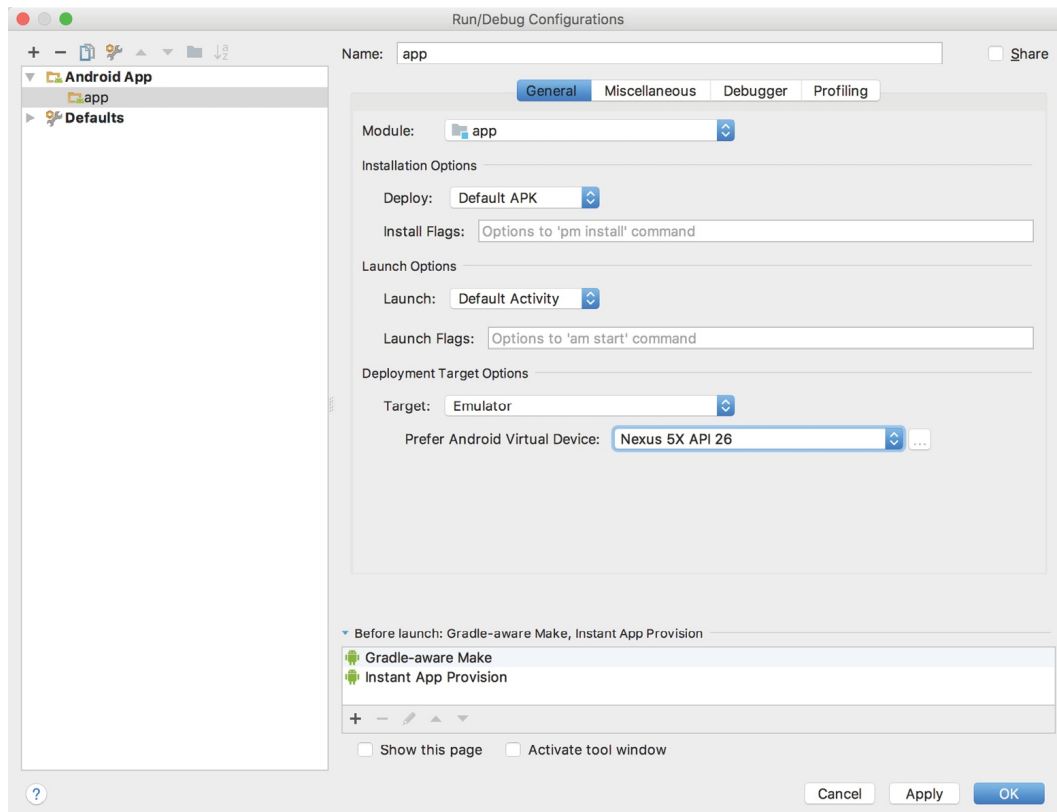 Run/Debug Configurations
Name: app Share
Android App
app
Defaults
General Miscellaneous Debugger Profiling
Module: app
Installation Options
Deploy: Default APK
Install Flags: Options to 'pm install' command
Launch Options
Launch: Default Activity
Launch Flags: Options to 'am start' command
Deployment Target Options
Target: Emulator
Prefer Android Virtual Device: Nexus 5X API 26 ...
Before launch: Gradle-aware Make, Instant App Provision
Gradle-aware Make
Instant App Provision
Show this page Activate tool window
? Cancel Apply OK